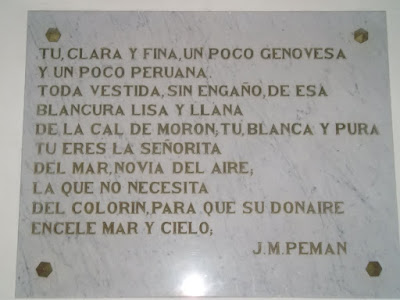 TU, CLARA Y FINA, UN POCO GENOVESA
Y UN POCO PERUANA.
TODA VESTIDA, SIN ENGAÑO, DE ESA
BLANCURA LISA Y LLANA
DE LA CAL DE MORON; TU, BLANCA Y PURA
TU ERES LA SEÑORITA
DEL MAR, NOVIA DEL AIRE;
LA QUE NO NECESITA
DEL COLORIN, PARA QUE SU DONAIRE
ENCELE MAR Y CIELO;
J.M.PEMAN